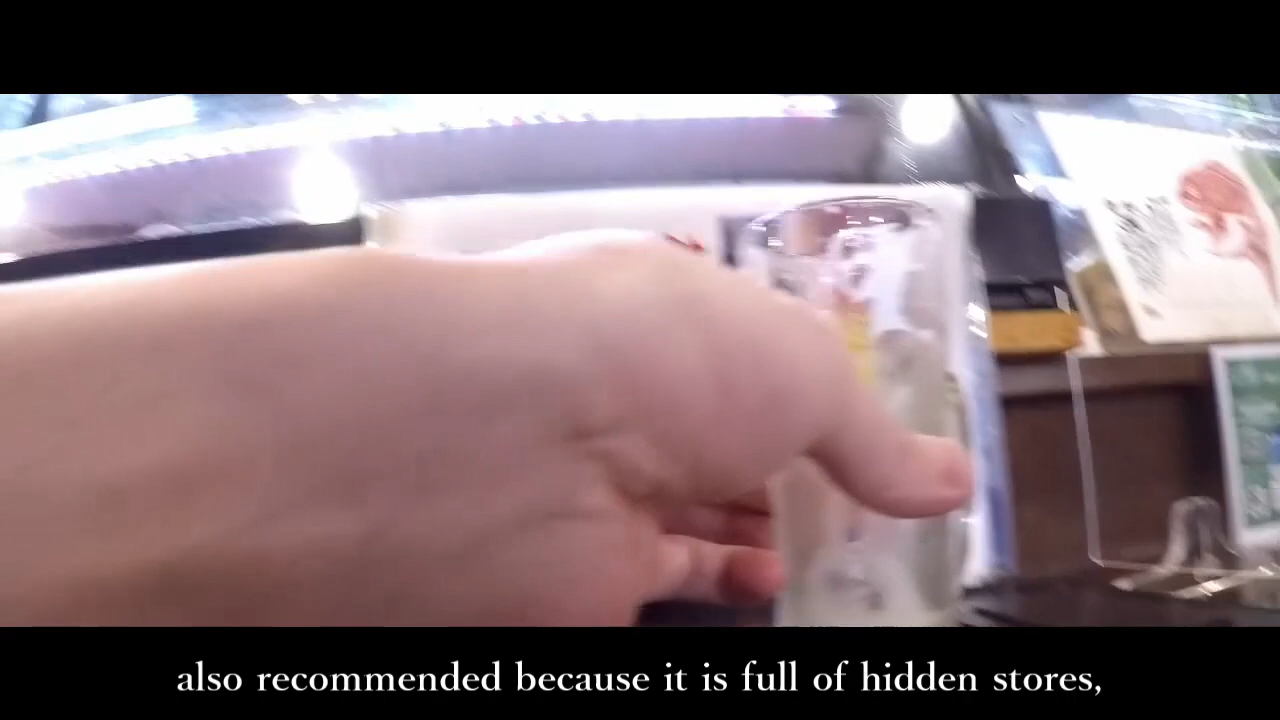 also recommended because it is full of hidden stores,